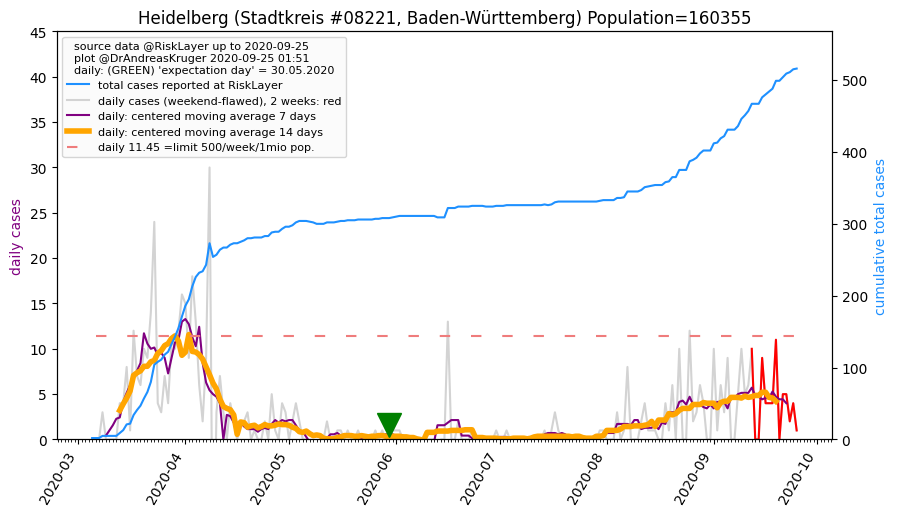 Heidelberg (Stadtkreis #08221, Baden-Württemberg) Population=160355
source data @RiskLayer up to 2020-09-25
plot @DrAndreasKruger 2020-09-25 01:51
daily: (GREEN) 'expectation day' = 30.05.2020
total cases reported at RiskLayer
daily cases (weekend-flawed), 2 weeks: red
daily: centered moving average 7 days
daily: centered moving average 14 days
daily 11.45 =limit 500/week/1mio pop.
daily cases
45
40
35
30
25
20
15
10
5
0
cumulative total cases
500
400
300
200
100
0
2020-03
2020-04
2020-05
2020-06
2020-07
2020-08
2020-09
2020-10